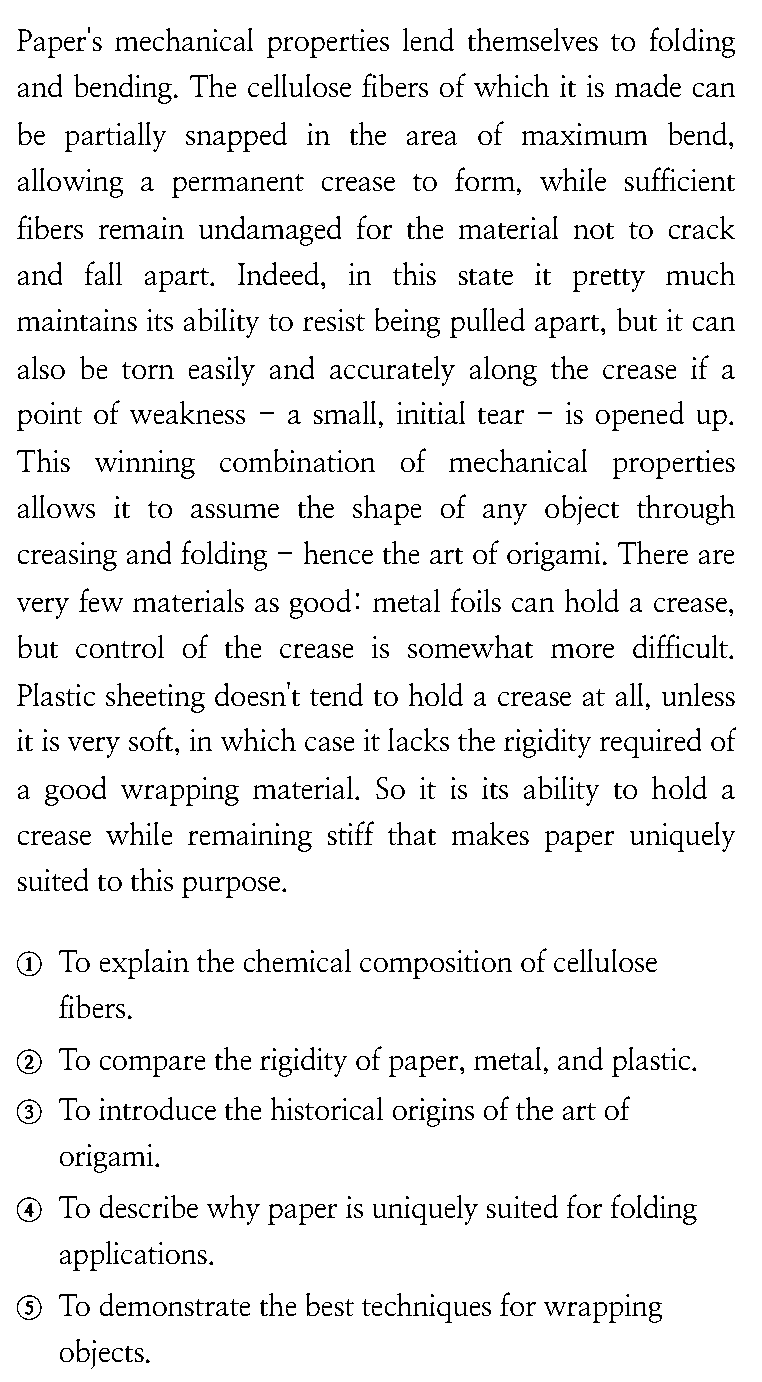 Paper's mechanical properties lend themselves to folding
and bending. The cellulose fibers of which it is made can
be partially snapped in the area of maximum bend,
allowing a permanent crease to form, while sufficient
fibers remain undamaged for the material not to crack
and fall apart. Indeed, in this state it pretty much
maintains its ability to resist being pulled apart, but it can
also be torn easily and accurately along the crease if a
point of weakness – a small, initial tear – is opened up.
This winning combination of mechanical properties
allows it to assume the shape of any object through
creasing and folding – hence the art of origami. There are
very few materials as good: metal foils can hold a crease,
but control of the crease is somewhat more difficult.
Plastic sheeting doesn't tend to hold a crease at all, unless
it is very soft, in which case it lacks the rigidity required of
a good wrapping material. So it is its ability to hold a
crease while remaining stiff that makes paper uniquely
suited to this purpose.
① To explain the chemical composition of cellulose
fibers.
② To compare the rigidity of paper, metal, and plastic.
③ To introduce the historical origins of the art of
origami.
④ To describe why paper is uniquely suited for folding
applications.
⑤ To demonstrate the best techniques for wrapping
objects.